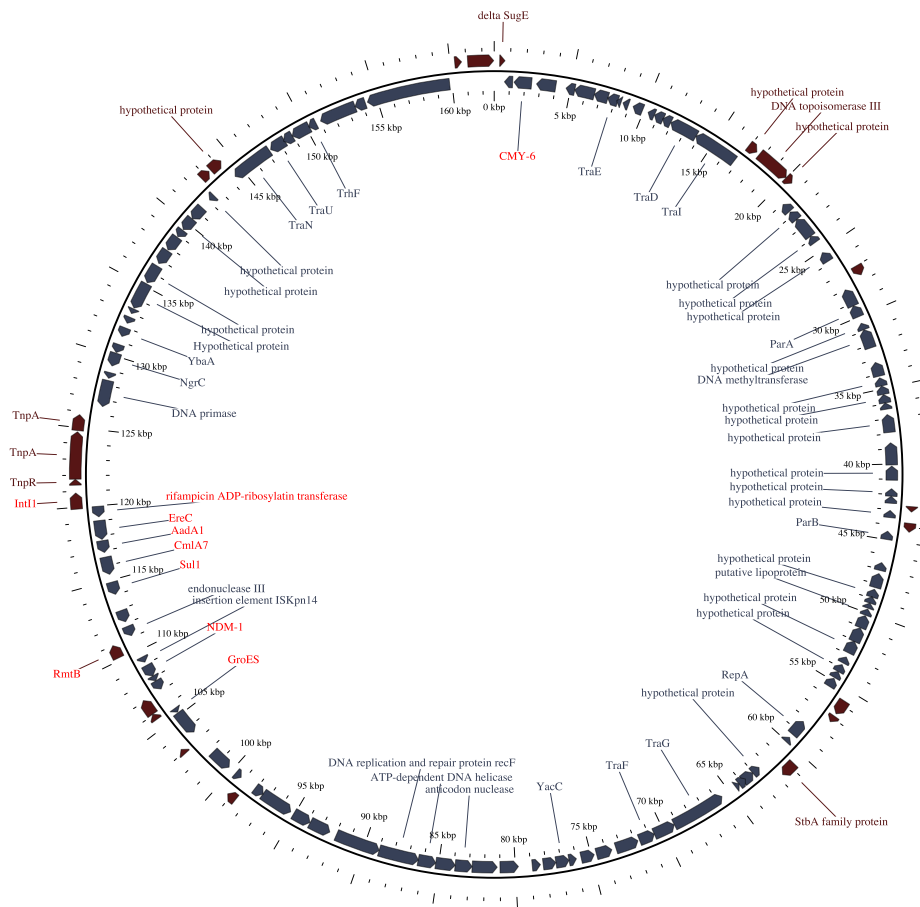 delta SugE
160 kbp
0 kbp
5 kbp
155 kbp
hypothetical protein
DNA topoisomerase III
hypothetical protein
hypothetical protein
10 kbp
150 kbp
CMY-6
15 kbp
TraE
145 kbp
TrhF
TraD
TraI
TraU
TraN
20 kbp
140 kbp
hypothetical protein
25 kbp
hypothetical protein
hypothetical protein
hypothetical protein
135 kbp
hypothetical protein
hypothetical protein
30 kbp
Hypothetical protein
ParA
YbaA
130 kbp
hypothetical protein
NgrC
DNA methyltransferase
35 kbp
DNA primase
hypothetical protein
TnpA
hypothetical protein
125 kbp
hypothetical protein
TnpA
40 kbp
hypothetical protein
TnpR
hypothetical protein
rifampicin ADP-ribosylatin transferase
IntI1
120 kbp
hypothetical protein
EreC
ParB
AadA1
45 kbp
CmlA7
hypothetical protein
Sul1
115 kbp
putative lipoprotein
endonuclease III
insertion element ISKpn14
hypothetical protein
50 kbp
hypothetical protein
NDM-1
110 kbp
GroES
RmtB
55 kbp
RepA
105 kbp
hypothetical protein
60 kbp
TraG
100 kbp
DNA replication and repair protein recF
TraF
65 kbp
ATP-dependent DNA helicase
anticodon nuclease
YacC
95 kbp
70 kbp
StbA family protein
90 kbp
85 kbp
80 kbp
75 kbp